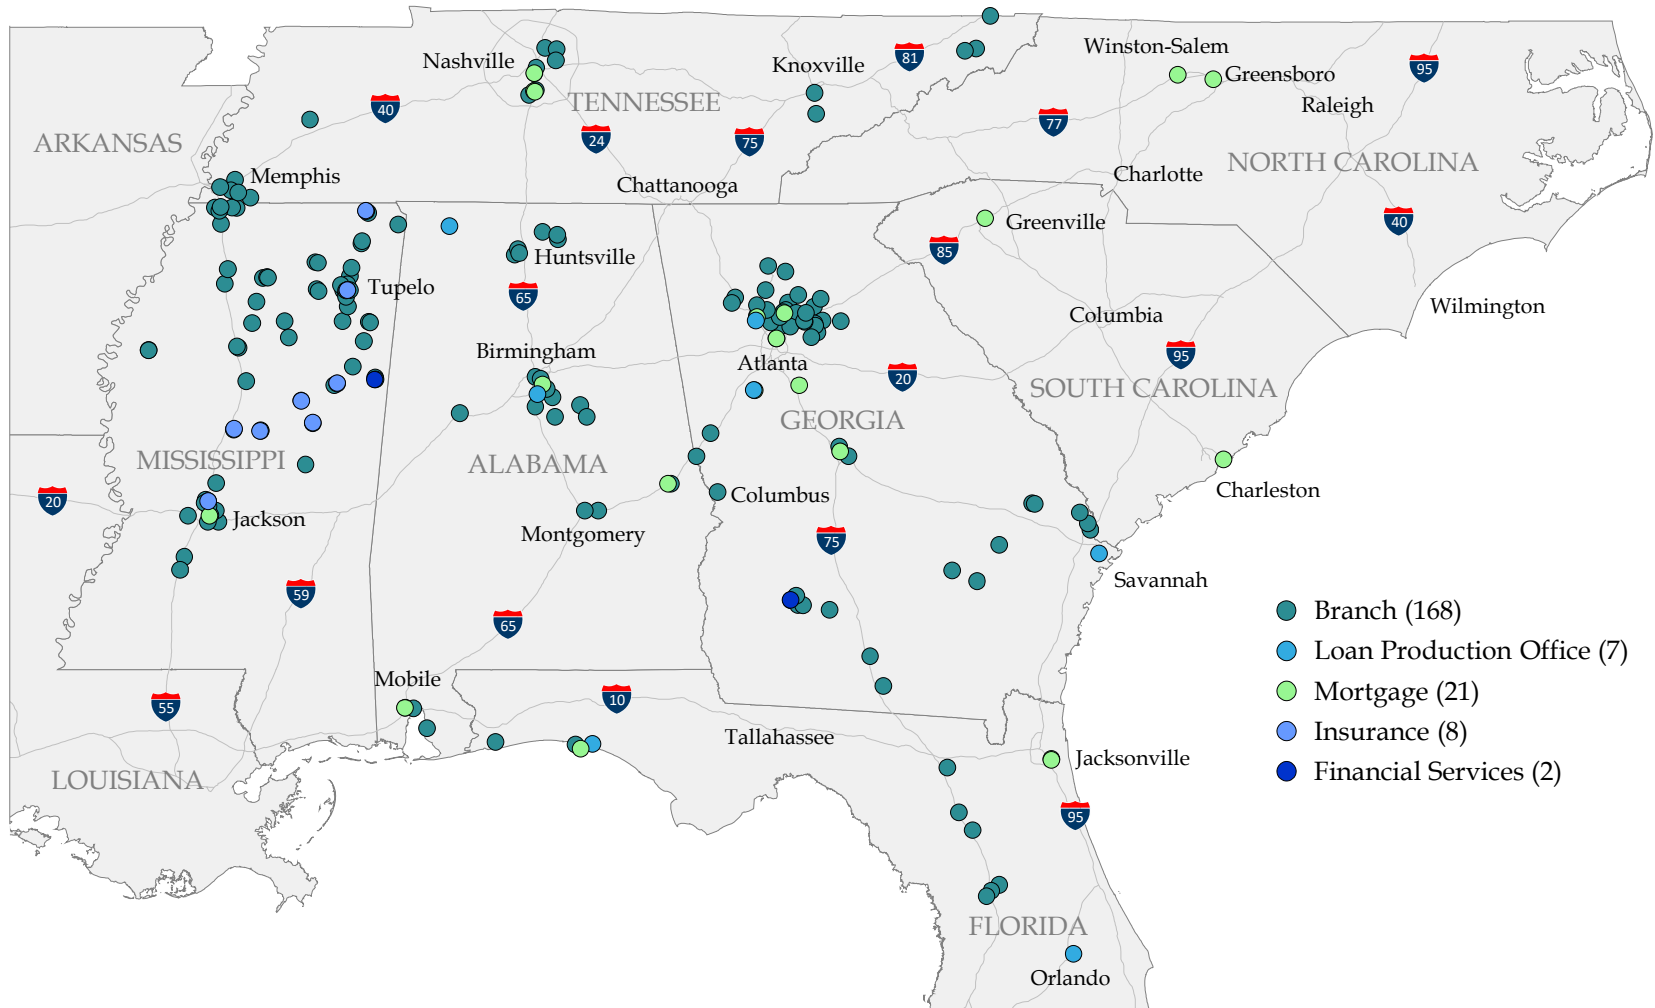 Winston-Salem
Nashville
Knoxville
81
95
Greensboro
TENNESSEE
40
Raleigh
77
24
75
ARKANSAS
NORTH CAROLINA
Memphis
Charlotte
Chattanooga
Greenville
40
85
Huntsville
Tupelo
65
Wilmington
Columbia
Birmingham
95
Atlanta
20
SOUTH CAROLINA
GEORGIA
MISSISSIPPI
ALABAMA
Charleston
Columbus
20
Jackson
Montgomery
75
Savannah
59
Branch (168)
65
Loan Production Office (7)
Mobile
Mortgage (21)
10
55
Insurance (8)
Tallahassee
Jacksonville
Financial Services (2)
LOUISIANA
95
FLORIDA
Orlando